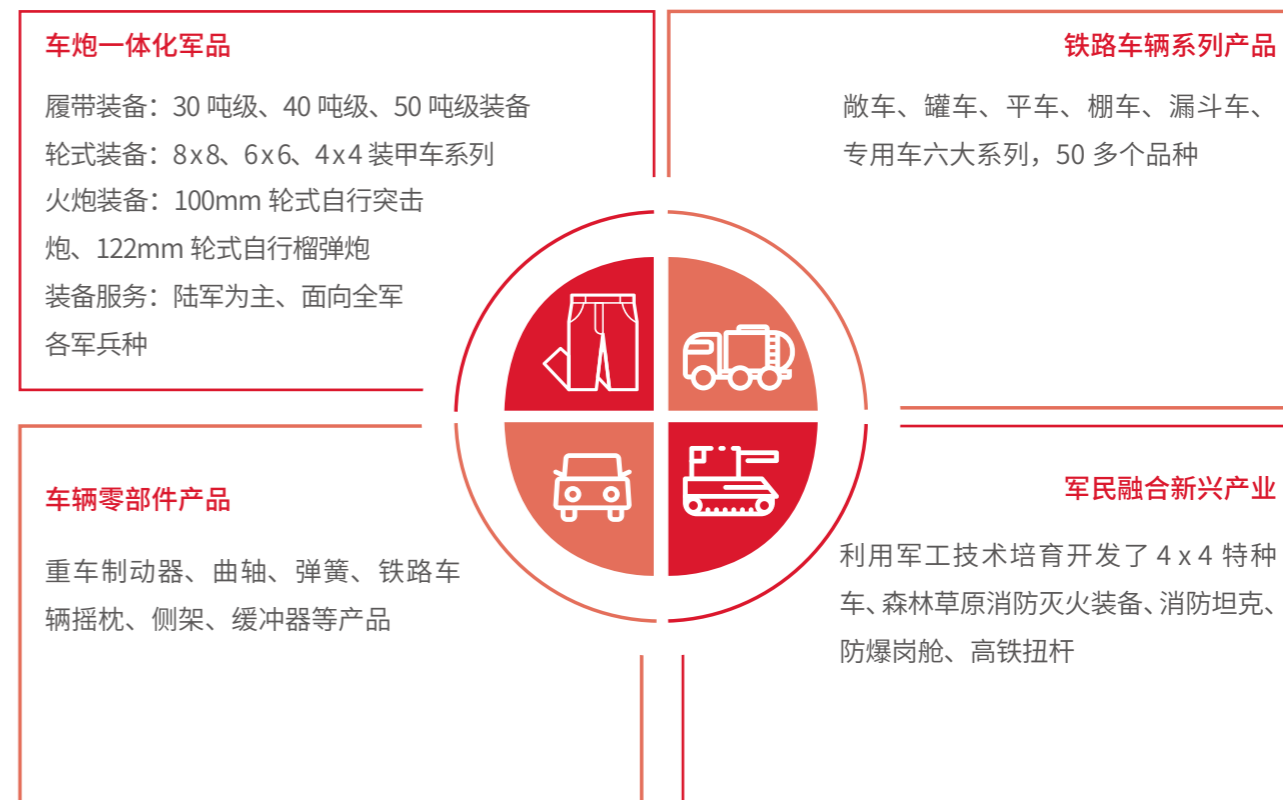 车炮一体化军品
履带装备：30 吨级、40 吨级、50 吨级装备
轮式装备：8x8、6x6、4x4 装甲车系列
火炮装备：100mm 轮式自行突击
炮、122mm 轮式自行榴弹炮
装备服务：陆军为主、面向全军
各军兵种
铁路车辆系列产品
敞车、罐车、平车、棚车、漏斗车、
专用车六大系列，50 多个品种
车辆零部件产品
重车制动器、曲轴、弹簧、铁路车
辆摇枕、侧架、缓冲器等产品
军民融合新兴产业
利用军工技术培育开发了 4 x 4 特种
车、森林草原消防灭火装备、消防坦克、
防爆岗舱、高铁扭杆